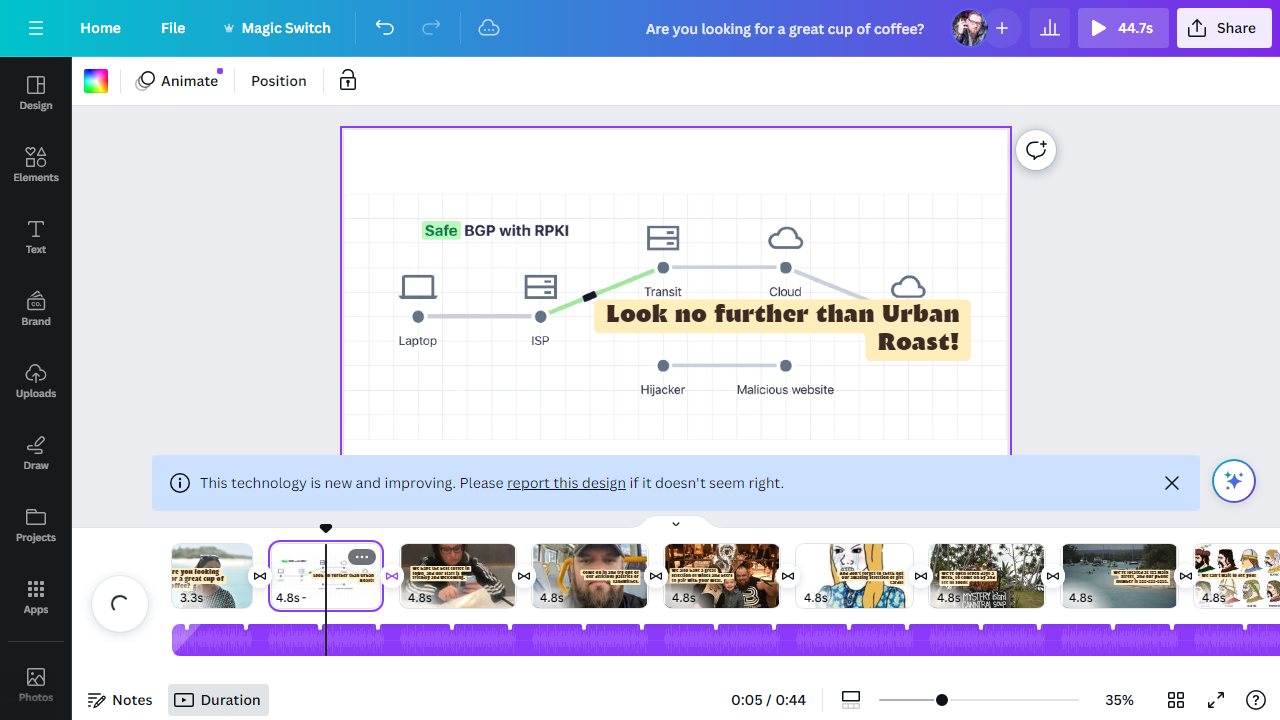 Home
File
Magic Switch
Are you looking for a great cup of coffee?
44.7s
Share
Design
Elements
Text
Brand
Uploads
Draw
Projects
Apps
Photos
CO.
Animate
Position
Safe BGP with RPKI
Transit
Cloud
Laptop
ISP
Look no further than Urban
Roast!
Hijacker
Malicious website
This technology is new and improving. Please report this design if it doesn't seem right.
3.3s
4.8s
4.8s
4.8s
4.8s
4.8s
4.8s
4.8s
4.8s
Notes
Duration
0:05 / 0:44
35%